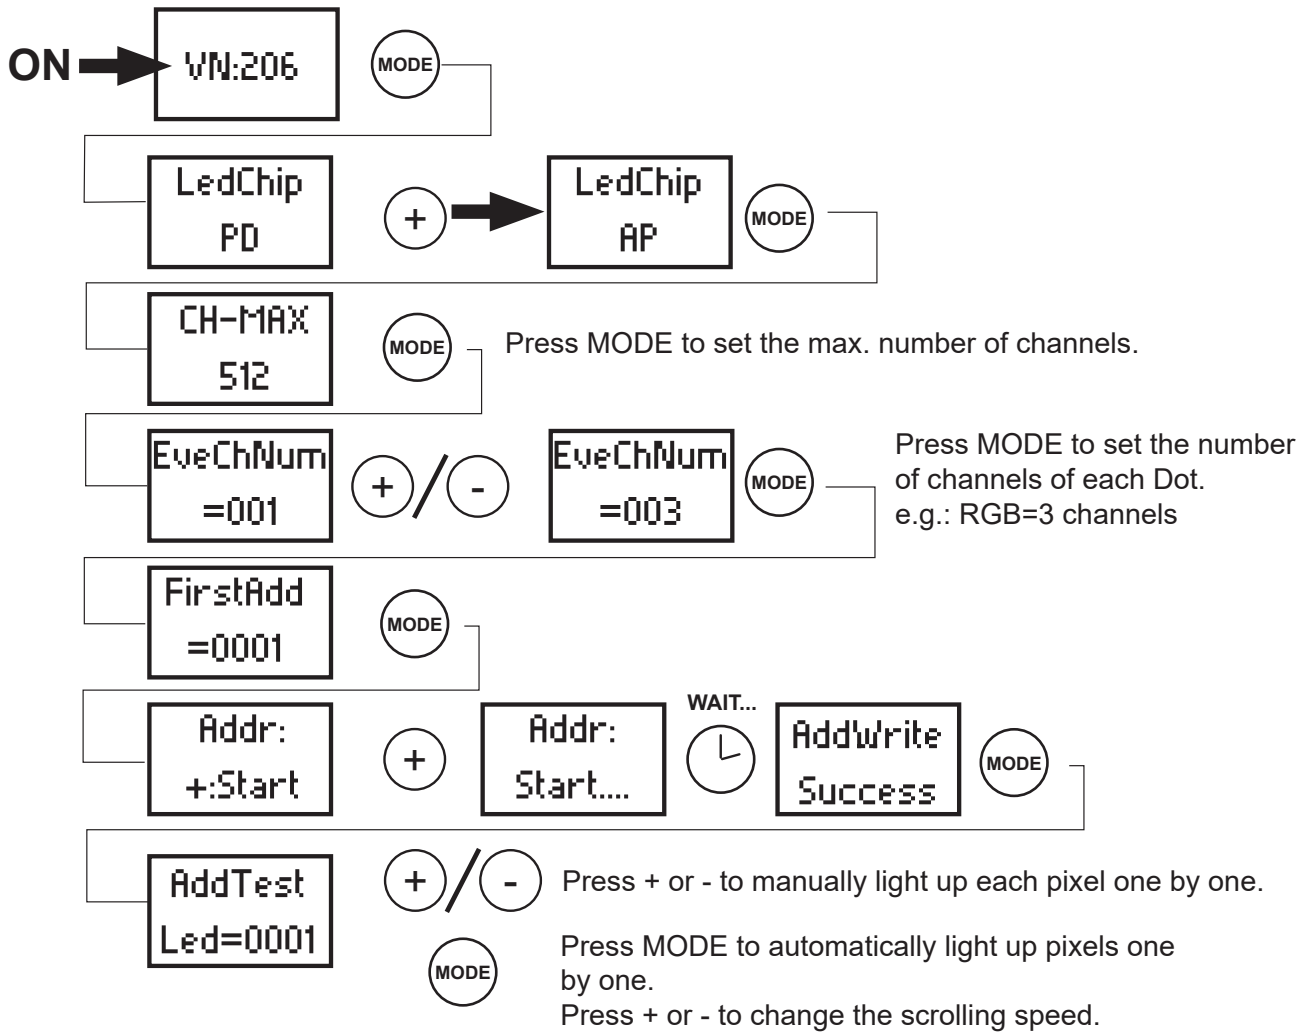 ON
VN:206
MODE
LedChip
PD
+
LedChip
AP
MODE
CH-MAX
512
MODE
Press MODE to set the max. number of channels.
EveChNum
=001
+/-
EveChNum
=003
MODE
Press MODE to set the number
of channels of each Dot.
e.g.: RGB=3 channels
FirstAdd
=0001
MODE
Addr:
+:Start
+
Addr:
Start....
WAIT...
AddWrite
Success
MODE
AddTest
Led=0001
+/-
Press + or - to manually light up each pixel one by one.
MODE
Press MODE to automatically light up pixels one
by one.
Press + or - to change the scrolling speed.